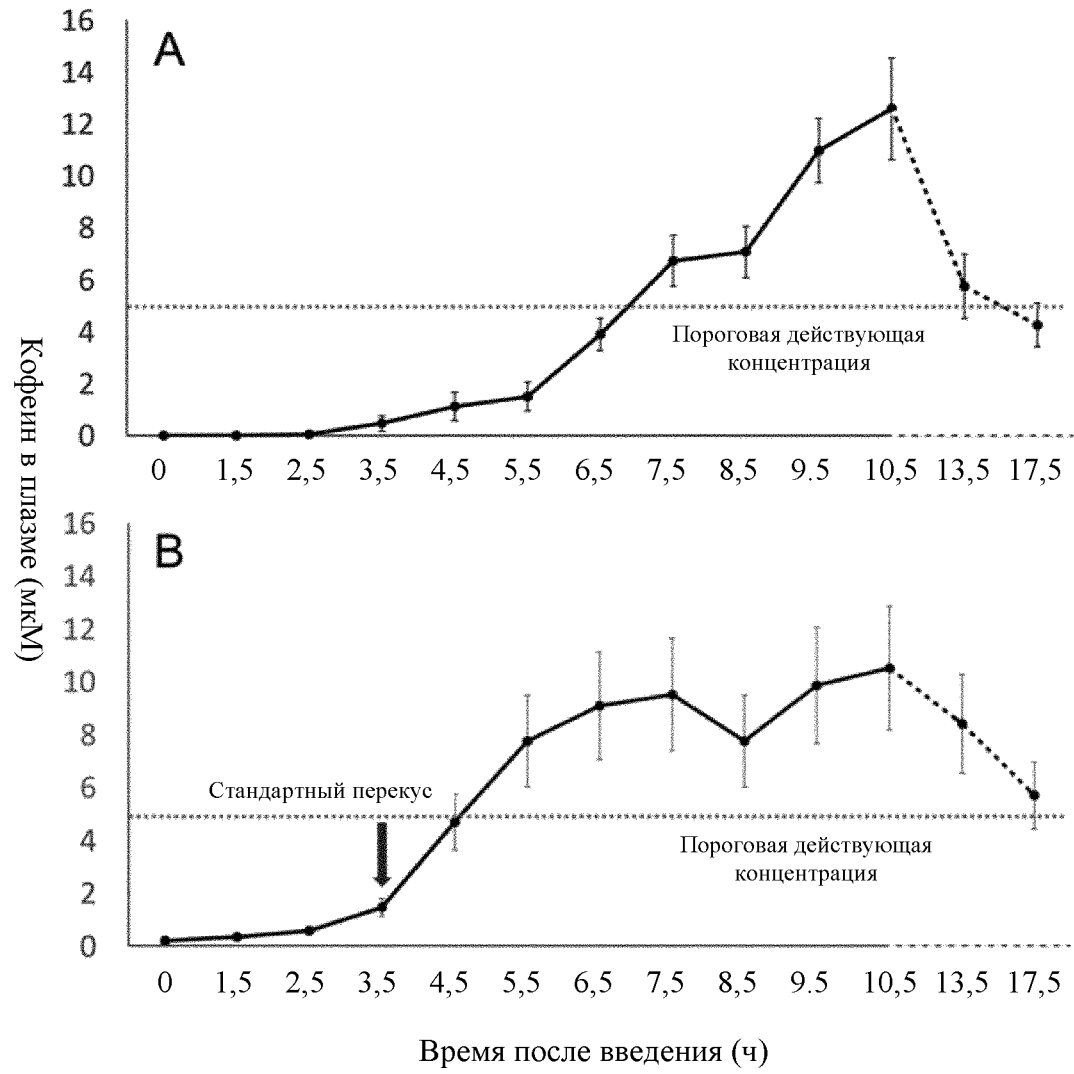 Кофеин в плазме (мкМ)
A
16
14
12
10
8
6
4
2
0
Пороговая действующая
концентрация
0 1,5 2,5 3,5 4,5 5,5 6,5 7,5 8,5 9.5 10,5 13,5 17,5
B
16
14
12
10
8
6
4
2
0
Стандартный перекус
Пороговая действующая
концентрация
0 1,5 2,5 3,5 4,5 5,5 6,5 7,5 8,5 9.5 10,5 13,5 17,5
Время после введения (ч)